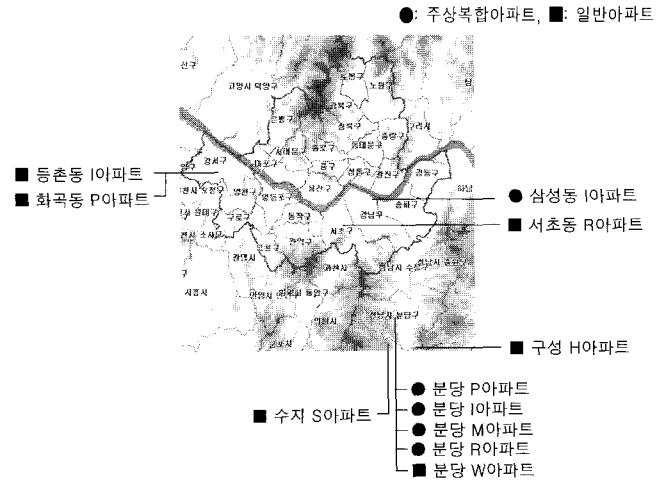 ●: 주상복합아파트, ■: 일반아파트
고양시 덕양구
도봉구
노원구
강북구
은평구
성북구
중랑구
구리시
종로구
동대문구
서대문
마포구
강서구
중구
성동구
광진구
강동구
하남
용산구
양천구
영등포
송파구
동작구
강남구
구로구
서초구
관악구
광명시
과천시
시흥시
성남시 분당구
■ 등촌동 I아파트
■ 화곡동 P아파트
● 삼성동 I아파트
■ 서초동 R아파트
■ 구성 H아파트
■ 수지 S아파트
● 분당 P아파트
● 분당 I아파트
● 분당 M아파트
● 분당 R아파트
■ 분당 W아파트